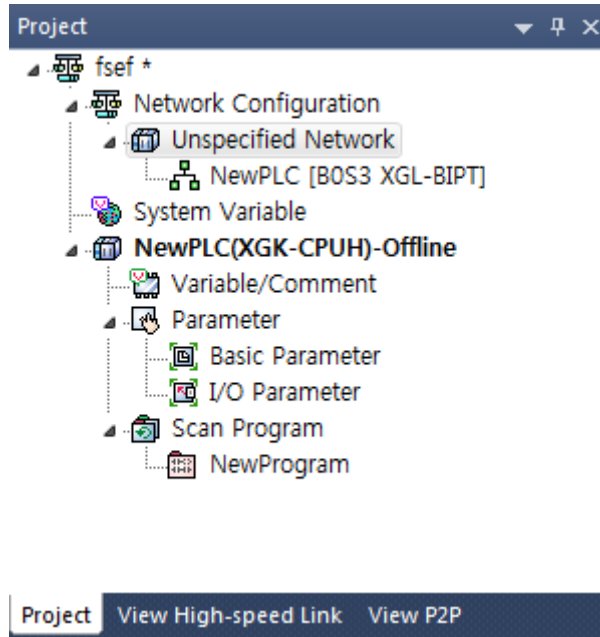 Project
fsef *
Network Configuration
Unspecified Network
NewPLC [B0S3 XGL-BIPT]
System Variable
NewPLC(XGK-CPUH)-Offline
Variable/Comment
Parameter
Basic Parameter
I/O Parameter
Scan Program
NewProgram
Project View High-speed Link View P2P